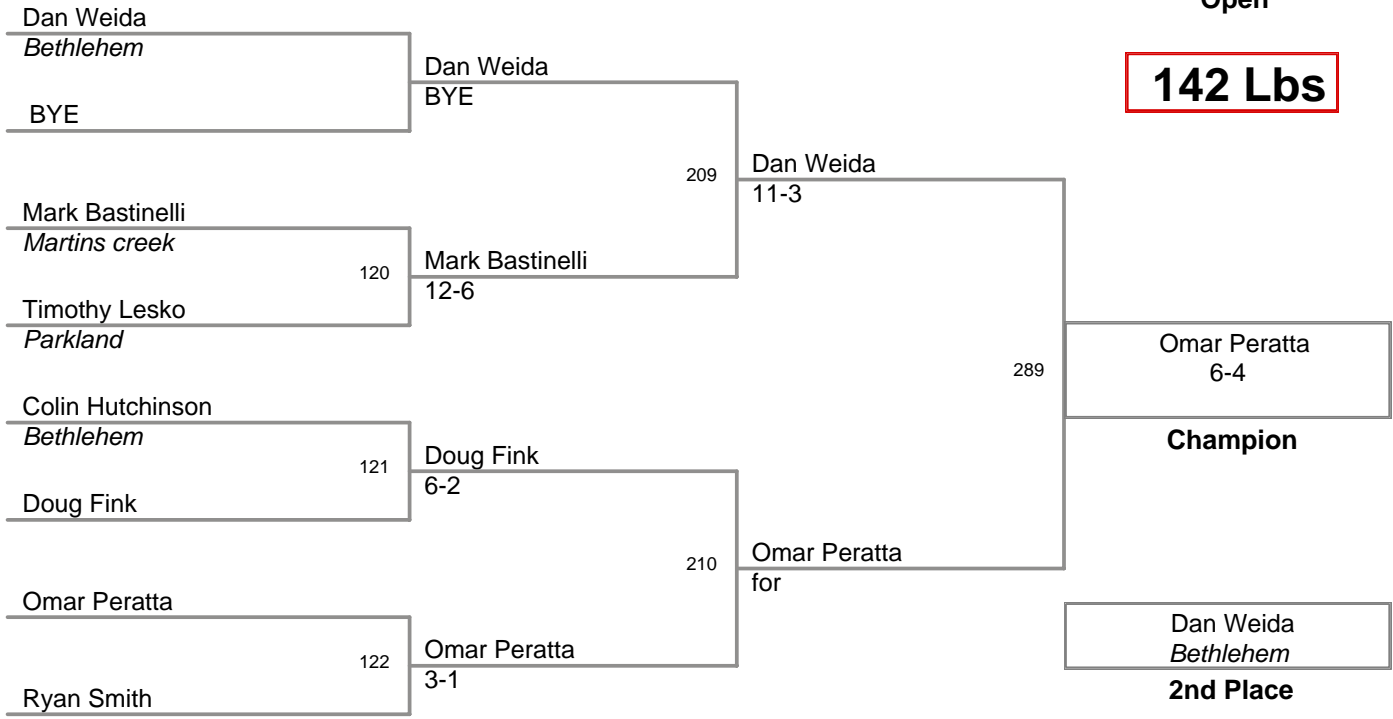 Open
142 Lbs
Dan Weida
Bethlehem
BYE
Dan Weida
BYE
Mark Bastinelli
Martins creek
120
Timothy Lesko
Parkland
Mark Bastinelli
12-6
209
Dan Weida
11-3
Colin Hutchinson
Bethlehem
121
Doug Fink
Doug Fink
6-2
Omar Peratta
122
Ryan Smith
Omar Peratta
3-1
210
Omar Peratta
for
289
Omar Peratta
6-4
Champion
Dan Weida
Bethlehem
2nd Place